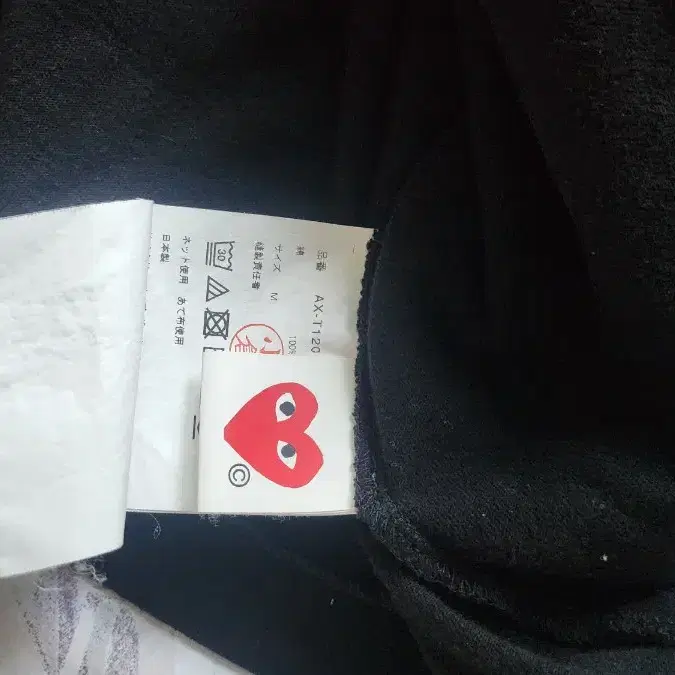 品番 AX-T120
綿 100%
サイズ M
縫製責任者
30
ネット使用 あて布使用
日本製
©